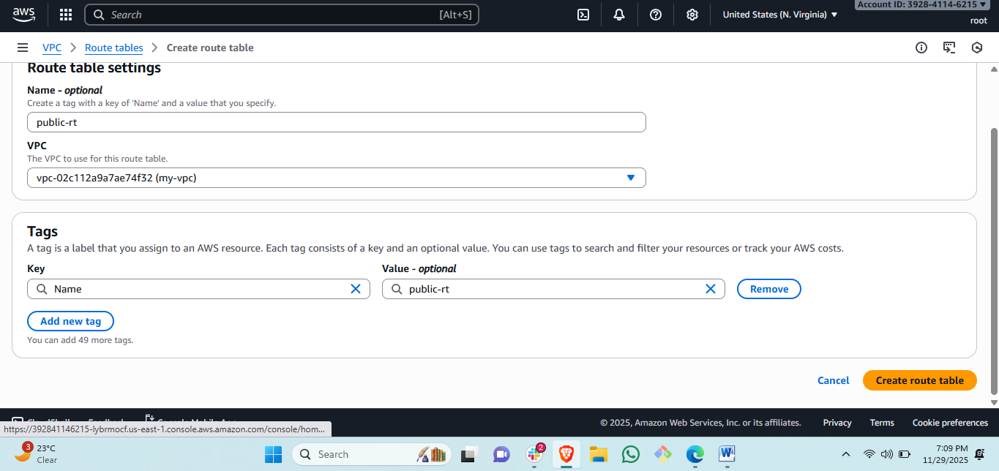 aws
Search
[Alt+S]
United States (N. Virginia)
Account ID: 3928-4114-6215
root
VPC
Route tables
Create route table
Route table settings
Name - optional
Create a tag with a key of 'Name' and a value that you specify.
public-rt
VPC
The VPC to use for this route table.
vpc-02c112a9a7ae74f32 (my-vpc)
Tags
A tag is a label that you assign to an AWS resource. Each tag consists of a key and an optional value. You can use tags to search and filter your resources or track your AWS costs.
Key
Value - optional
Name
public-rt
Remove
Add new tag
You can add 49 more tags.
Cancel
Create route table
CloudShell
Feedback
Console Mobile App
© 2025, Amazon Web Services, Inc. or its affiliates.
Privacy
Terms
Cookie preferences
https://392841146215-lybrmocf.us-east-1.console.aws.amazon.com/console/hom...
3
23°C
Clear
Search
2
W
7:09 PM
11/29/2025